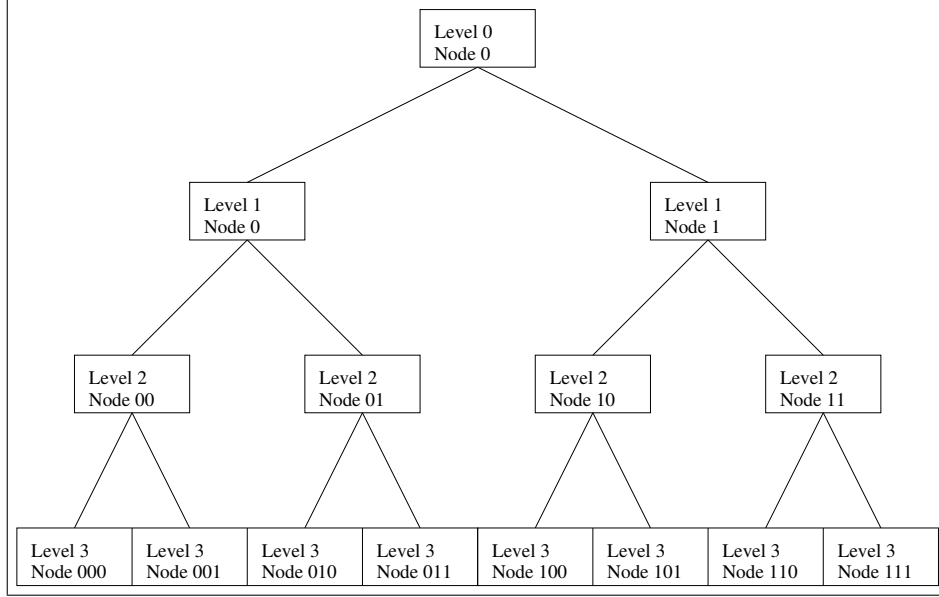 Level 0
Node 0
Level 1
Node 0
Level 1
Node 1
Level 2
Node 00
Level 2
Node 01
Level 2
Node 10
Level 2
Node 11
Level 3
Node 000
Level 3
Node 001
Level 3
Node 010
Level 3
Node 011
Level 3
Node 100
Level 3
Node 101
Level 3
Node 110
Level 3
Node 111